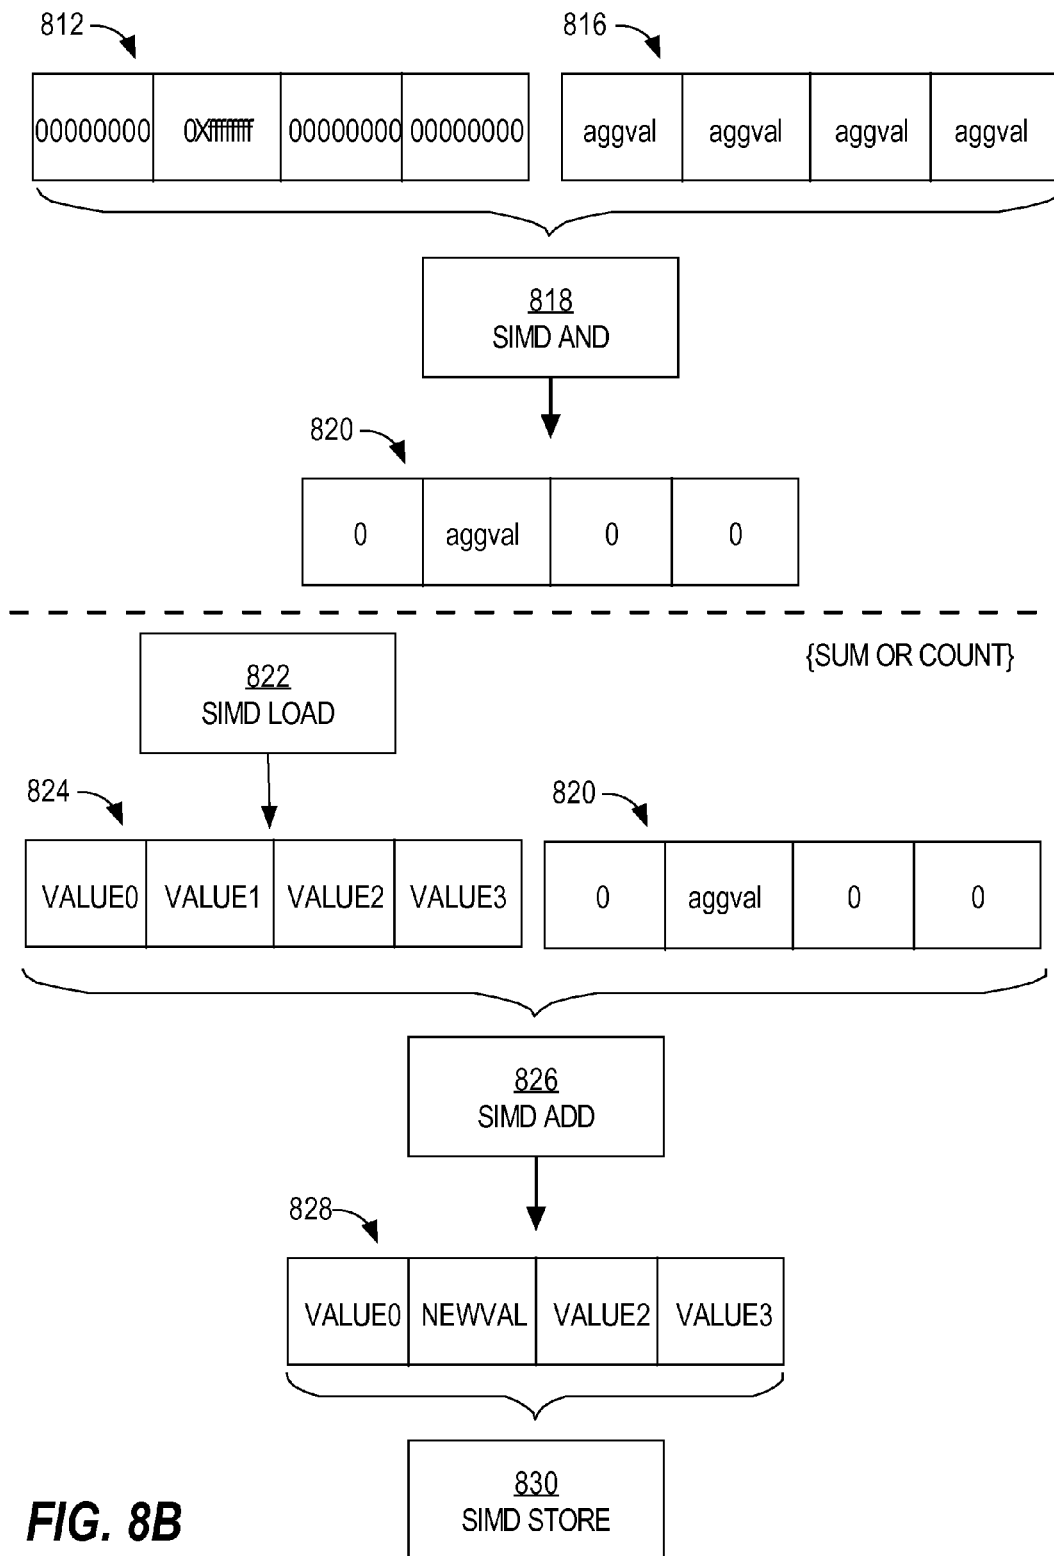 812 816
00000000 0Xffffffff 00000000 00000000 aggval aggval aggval aggval
818
SIMD AND
820
0 aggval 0 0
{SUM OR COUNT}
822
SIMD LOAD
824 820
VALUE0 VALUE1 VALUE2 VALUE3 0 aggval 0 0
826
SIMD ADD
828
VALUE0 NEWVAL VALUE2 VALUE3
830
SIMD STORE
FIG. 8B